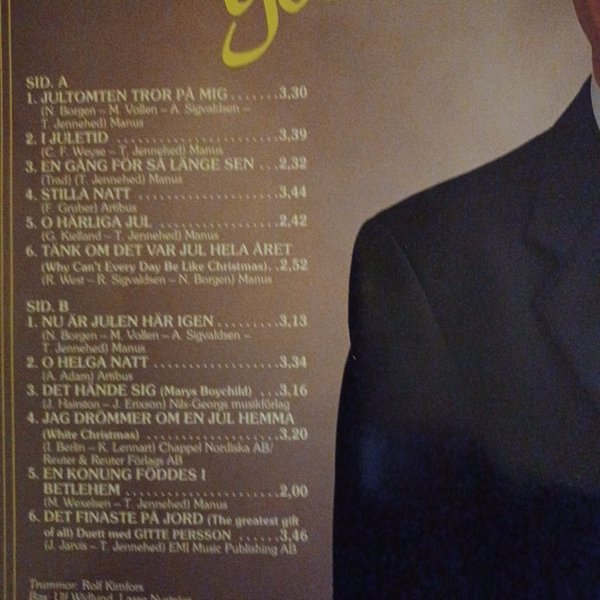 SID. A
1. JULTOMTEN TROR PÅ MIG.......3,30
(N. Borgen – M. Vollen – A. Sigvaldsen –
T. Jennehed) Manus
2. I JULETID ................3,39
(C. F. Weyse – T. Jennehed) Manus
3. EN GÅNG FÖR SÅ LÄNGE SEN ...2,32
(Trad) (T. Jennehed) Manus
4. STILLA NATT ................3,44
(F. Gruber) Artibus
5. O HÄRLIGA JUL ..............2,42
(G. Kielland – T. Jennehed) Manus
6. TÄNK OM DET VAR JUL HELA ÅRET
(Why Can't Every Day Be Like Christmas)..2,52
(R. West – R. Sigvaldsen – N. Borgen) Manus
SID. B
1. NU ÄR JULEN HÄR IGEN .........3,13
(N. Borgen – M. Vollen – A. Sigvaldsen –
T. Jennehed) Manus
2. O HELGA NATT ...............3,34
(A. Adam) Artibus
3. DET HÄNDE SIG (Marys Boychild) ...3,16
(J. Hairston – J. Erixson) Nils-Georgs musikförlag
4. JAG DRÖMMER OM EN JUL HEMMA
(White Christmas) .................3,20
(I. Berlin – K. Lennart) Chappel Nordiska AB/
Reuter & Reuter Förlags AB
5. EN KONUNG FÖDDES I
BETLEHEM ...................2,00
(M. Wexelsen – T. Jennehed) Manus
6. DET FINASTE PÅ JORD (The greatest gift
of all) Duett med GITTE PERSSON ....3,46
(J. Jarvis – T. Jennehed) EMI Music Publishing AB
Trummor: Rolf Kimfors
Bas: Ulf Widlund, Lasse Nyström